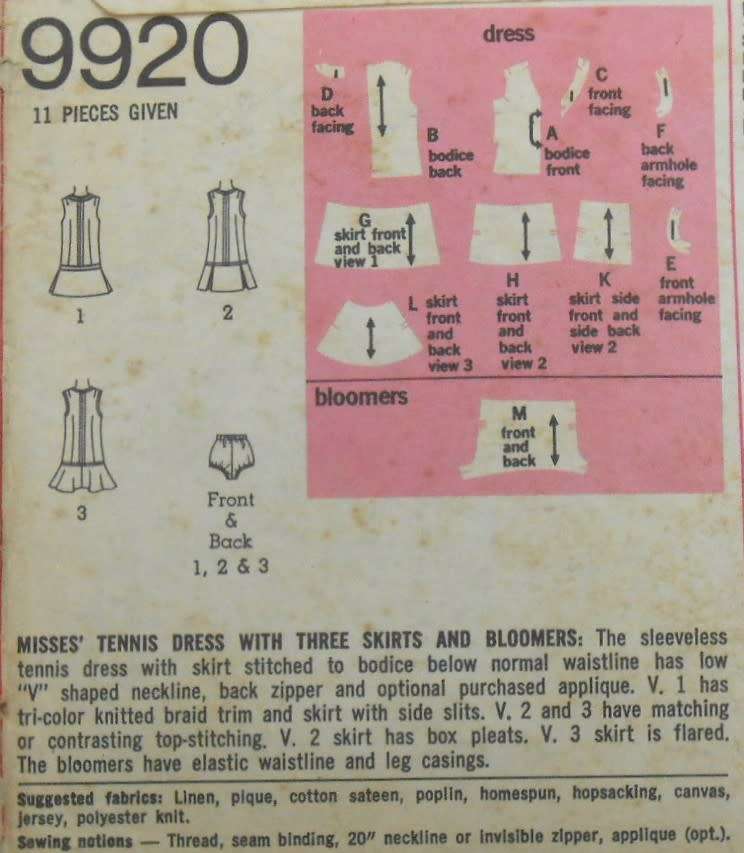 9920
11 PIECES GIVEN
dress
D
back
facing
B
bodice
back
A
bodice
front
C
front
facing
F
back
armhole
facing
G
skirt front
and back
view 1
H
skirt
front
and
back
view 2
K
skirt side
front and
side back
view 2
E
front
armhole
facing
L skirt
front
and
back
view 3
bloomers
M
front
and
back
1
2
3
Front
&
Back
1, 2 & 3
MISSES' TENNIS DRESS WITH THREE SKIRTS AND BLOOMERS: The sleeveless
tennis dress with skirt stitched to bodice below normal waistline has low
"V" shaped neckline, back zipper and optional purchased applique. V. 1 has
tri-color knitted braid trim and skirt with side slits. V. 2 and 3 have matching
or contrasting top-stitching. V. 2 skirt has box pleats. V. 3 skirt is flared.
The bloomers have elastic waistline and leg casings.
Suggested fabrics: Linen, pique, cotton sateen, poplin, homespun, hopsacking, canvas,
jersey, polyester knit.
Sewing notions — Thread, seam binding, 20" neckline or invisible zipper, applique (opt.).